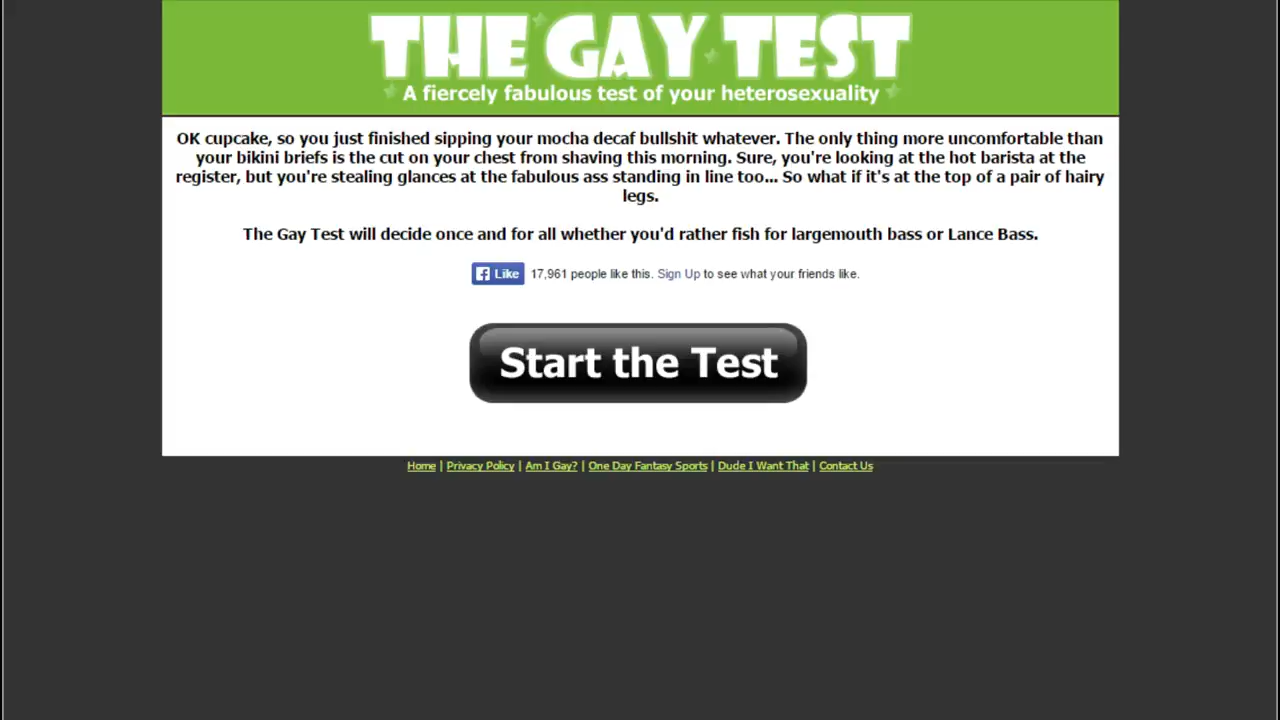 THE GAY TEST
A fiercely fabulous test of your heterosexuality
OK cupcake, so you just finished sipping your mocha decaf bullshit whatever. The only thing more uncomfortable than
your bikini briefs is the cut on your chest from shaving this morning. Sure, you're looking at the hot barista at the
register, but you're stealing glances at the fabulous ass standing in line too... So what if it's at the top of a pair of hairy
legs.
The Gay Test will decide once and for all whether you'd rather fish for largemouth bass or Lance Bass.
Like 17,961 people like this. Sign Up to see what your friends like.
Start the Test
Home | Privacy Policy | Am I Gay? | One Day Fantasy Sports | Dude I Want That | Contact Us